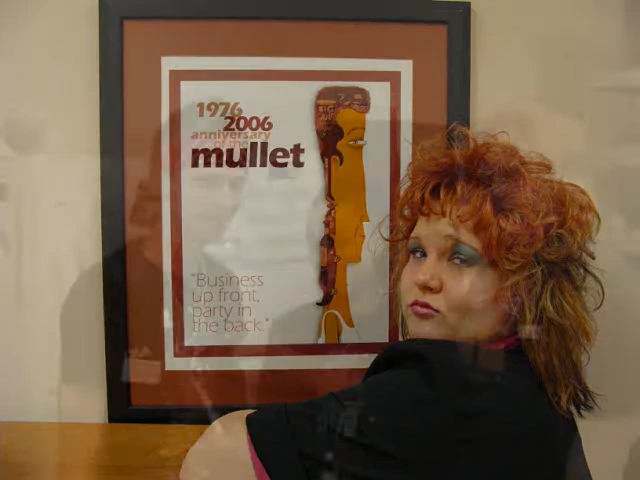 1976
2006
anniversary
of the
mullet
"Business
up front,
party in
the back."